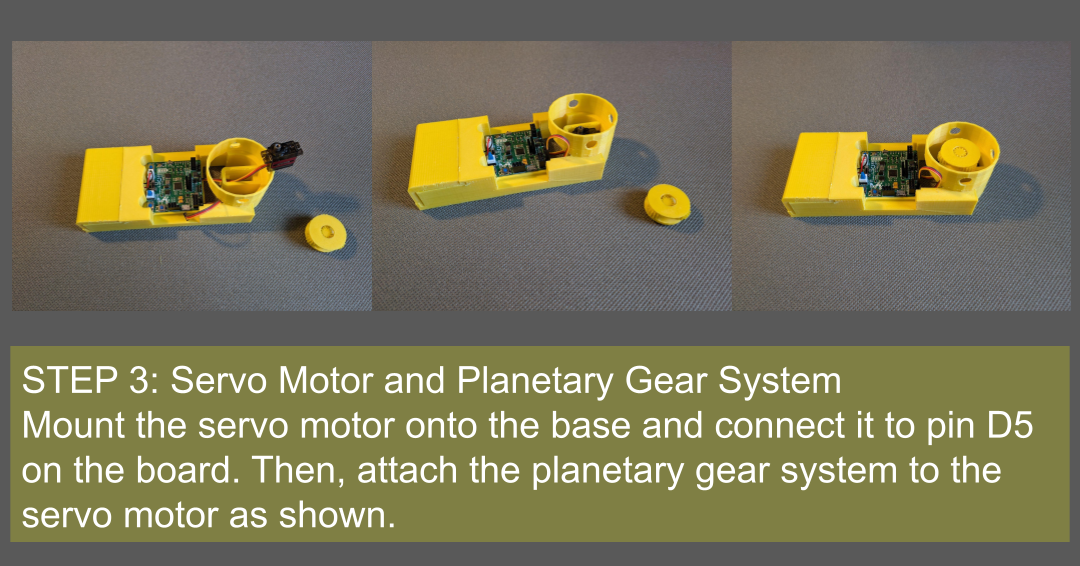 STEP 3: Servo Motor and Planetary Gear System
Mount the servo motor onto the base and connect it to pin D5
on the board. Then, attach the planetary gear system to the
servo motor as shown.